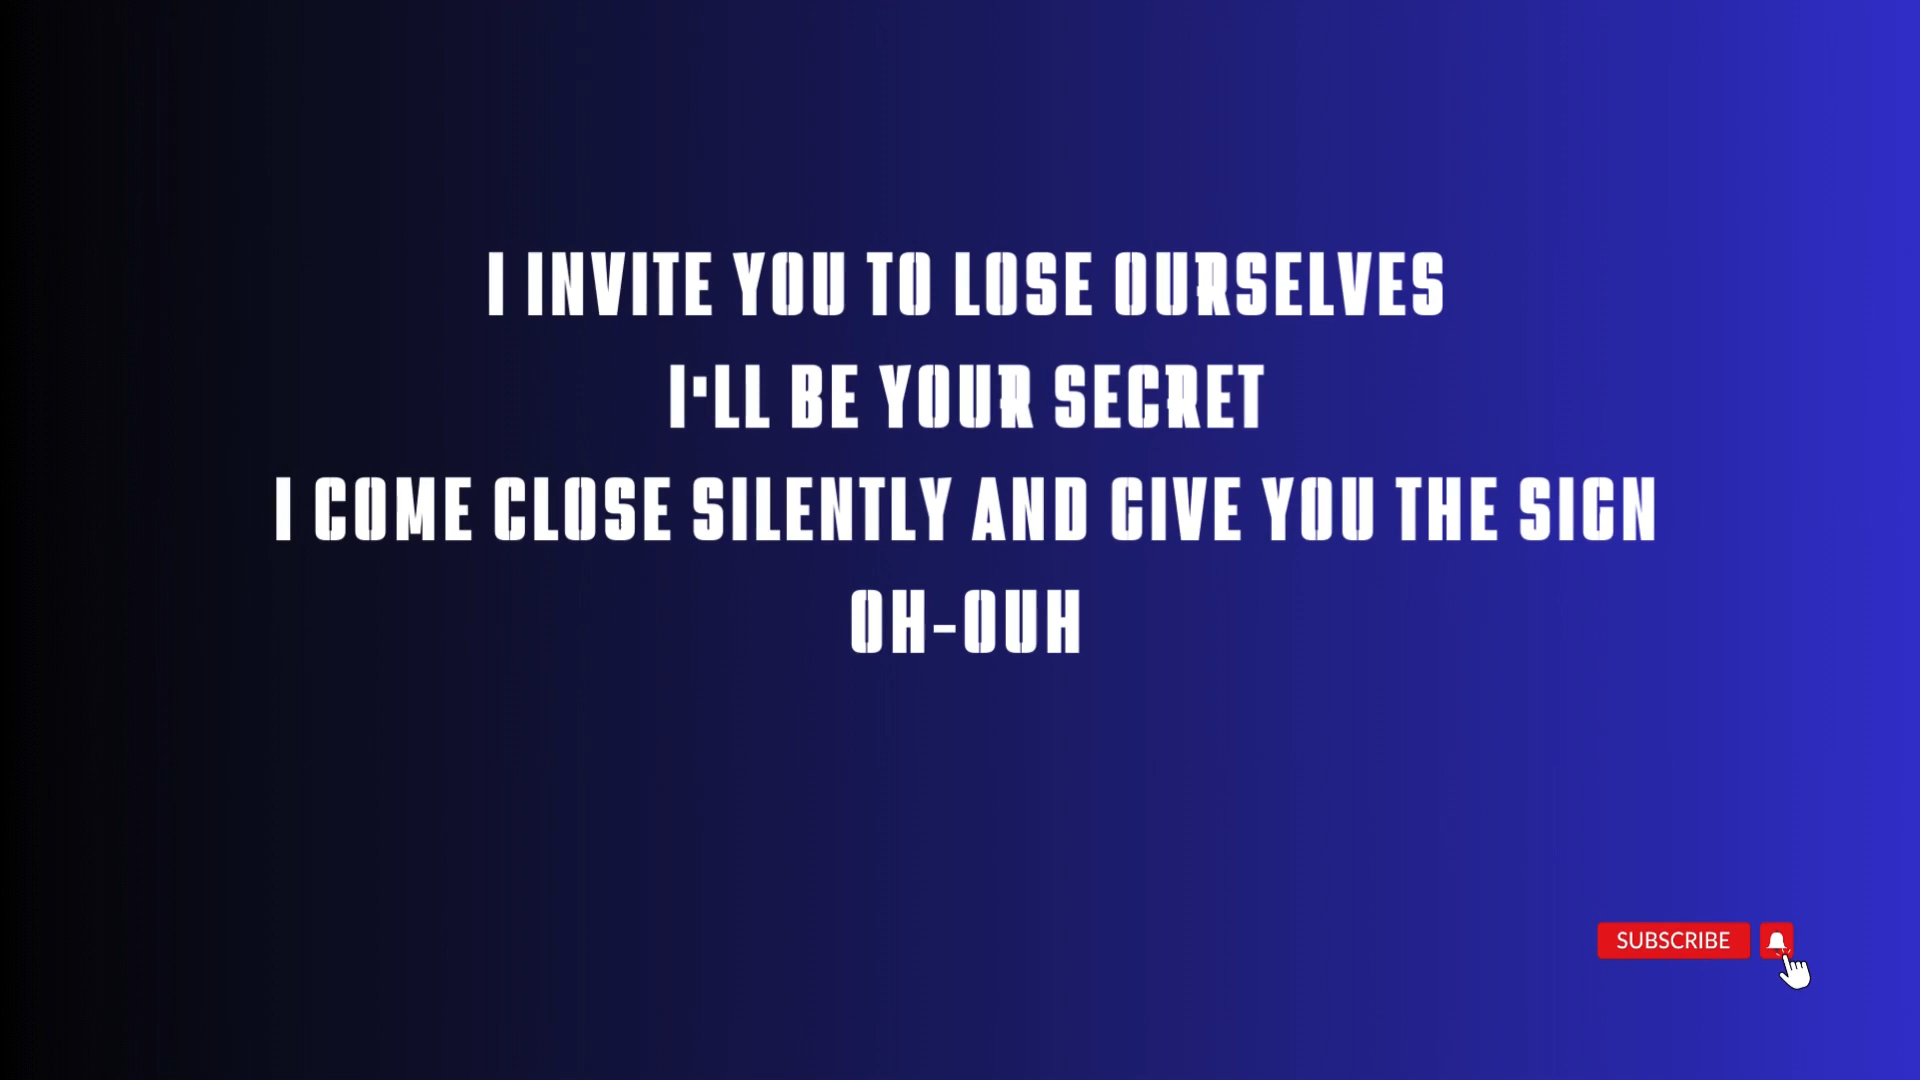 I INVITE YOU TO LOSE OURSELVES
I'LL BE YOUR SECRET
I COME CLOSE SILENTLY AND GIVE YOU THE SIGN
OH-OUH
SUBSCRIBE